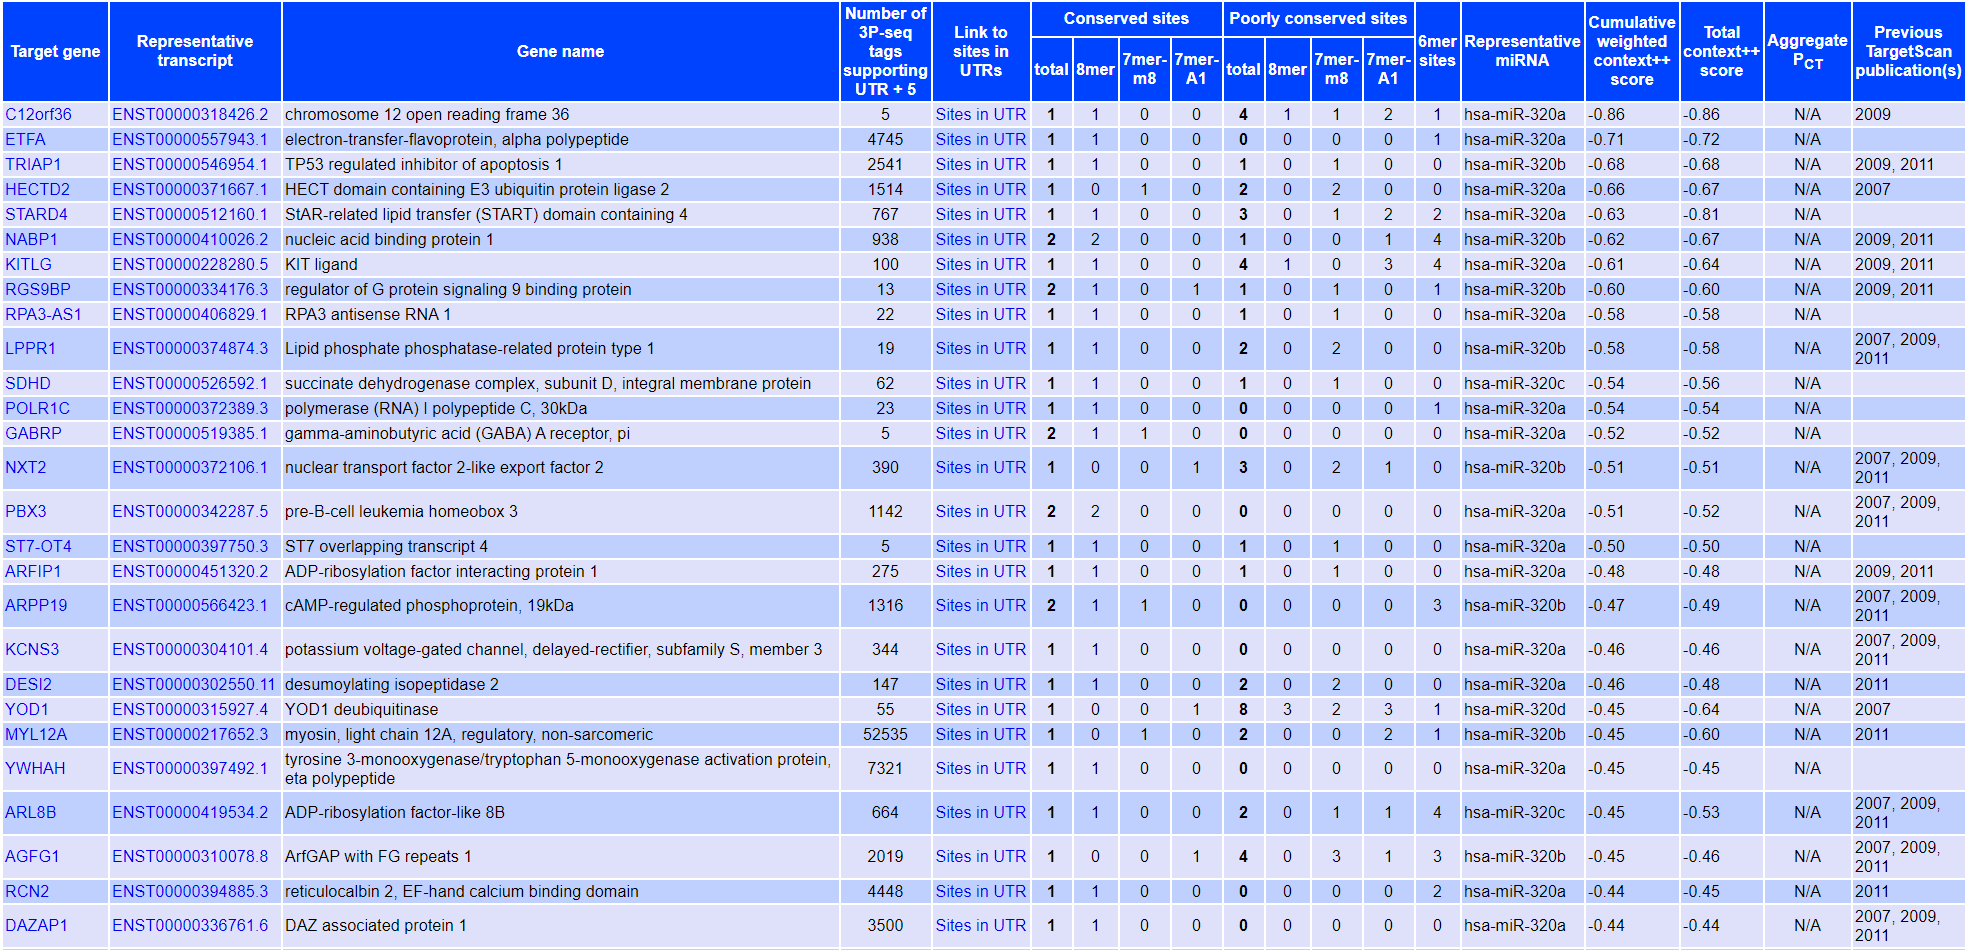 Target gene Representative transcript Gene name Number of 3P-seq tags supporting UTR + 5 Link to sites in UTRs Conserved sites Poorly conserved sites 6mer sites Representative miRNA Cumulative weighted context++ score Total context++ score Aggregate PCT Previous TargetScan publication(s)
total 8mer 7mer-m8 7mer-A1 total 8mer 7mer-m8 7mer-A1
C12orf36 ENST00000318426.2 chromosome 12 open reading frame 36 5 Sites in UTR 1 1 0 0 4 1 1 2 1 hsa-miR-320a -0.86 -0.86 N/A 2009
ETFA ENST00000557943.1 electron-transfer-flavoprotein, alpha polypeptide 4745 Sites in UTR 1 1 0 0 0 0 0 0 1 hsa-miR-320a -0.71 -0.72 N/A
TRIAP1 ENST00000546954.1 TP53 regulated inhibitor of apoptosis 1 2541 Sites in UTR 1 1 0 0 1 0 1 0 0 hsa-miR-320b -0.68 -0.68 N/A 2009, 2011
HECTD2 ENST00000371667.1 HECT domain containing E3 ubiquitin protein ligase 2 1514 Sites in UTR 1 0 1 0 2 0 2 0 0 hsa-miR-320a -0.66 -0.67 N/A 2007
STARD4 ENST00000512160.1 StAR-related lipid transfer (START) domain containing 4 767 Sites in UTR 1 1 0 0 3 0 1 2 2 hsa-miR-320a -0.63 -0.81 N/A
NABP1 ENST00000410026.2 nucleic acid binding protein 1 938 Sites in UTR 2 2 0 0 1 0 0 1 4 hsa-miR-320b -0.62 -0.67 N/A 2009, 2011
KITLG ENST00000228280.5 KIT ligand 100 Sites in UTR 1 1 0 0 4 1 0 3 4 hsa-miR-320a -0.61 -0.64 N/A 2009, 2011
RGS9BP ENST00000334176.3 regulator of G protein signaling 9 binding protein 13 Sites in UTR 2 1 0 1 1 0 1 0 1 hsa-miR-320b -0.60 -0.60 N/A 2009, 2011
RPA3-AS1 ENST00000406829.1 RPA3 antisense RNA 1 22 Sites in UTR 1 1 0 0 1 0 1 0 0 hsa-miR-320a -0.58 -0.58 N/A
LPPR1 ENST00000374874.3 Lipid phosphate phosphatase-related protein type 1 19 Sites in UTR 1 1 0 0 2 0 2 0 0 hsa-miR-320b -0.58 -0.58 N/A 2007, 2009, 2011
SDHD ENST00000526592.1 succinate dehydrogenase complex, subunit D, integral membrane protein 62 Sites in UTR 1 1 0 0 1 0 1 0 0 hsa-miR-320c -0.54 -0.56 N/A
POLR1C ENST00000372389.3 polymerase (RNA) I polypeptide C, 30kDa 23 Sites in UTR 1 1 0 0 0 0 0 0 1 hsa-miR-320a -0.54 -0.54 N/A
GABRP ENST00000519385.1 gamma-aminobutyric acid (GABA) A receptor, pi 5 Sites in UTR 2 1 1 0 0 0 0 0 0 hsa-miR-320a -0.52 -0.52 N/A
NXT2 ENST00000372106.1 nuclear transport factor 2-like export factor 2 390 Sites in UTR 1 0 0 1 3 0 2 1 0 hsa-miR-320b -0.51 -0.51 N/A 2007, 2009, 2011
PBX3 ENST00000342287.5 pre-B-cell leukemia homeobox 3 1142 Sites in UTR 2 2 0 0 0 0 0 0 0 hsa-miR-320a -0.51 -0.52 N/A 2007, 2009, 2011
ST7-OT4 ENST00000397750.3 ST7 overlapping transcript 4 5 Sites in UTR 1 1 0 0 1 0 1 0 0 hsa-miR-320a -0.50 -0.50 N/A
ARFIP1 ENST00000451320.2 ADP-ribosylation factor interacting protein 1 275 Sites in UTR 1 1 0 0 1 0 1 0 0 hsa-miR-320a -0.48 -0.48 N/A 2009, 2011
ARPP19 ENST00000566423.1 cAMP-regulated phosphoprotein, 19kDa 1316 Sites in UTR 2 1 1 0 0 0 0 0 3 hsa-miR-320b -0.47 -0.49 N/A 2007, 2009, 2011
KCNS3 ENST00000304101.4 potassium voltage-gated channel, delayed-rectifier, subfamily S, member 3 344 Sites in UTR 1 1 0 0 0 0 0 0 0 hsa-miR-320a -0.46 -0.46 N/A 2007, 2009, 2011
DESI2 ENST00000302550.11 desumoylating isopeptidase 2 147 Sites in UTR 1 1 0 0 2 0 2 0 0 hsa-miR-320a -0.46 -0.48 N/A 2011
YOD1 ENST00000315927.4 YOD1 deubiquitinase 55 Sites in UTR 1 0 0 1 8 3 2 3 1 hsa-miR-320d -0.45 -0.64 N/A 2007
MYL12A ENST00000217652.3 myosin, light chain 12A, regulatory, non-sarcomeric 52535 Sites in UTR 1 0 1 0 2 0 0 2 1 hsa-miR-320b -0.45 -0.60 N/A 2011
YWHAH ENST00000397492.1 tyrosine 3-monooxygenase/tryptophan 5-monooxygenase activation protein, eta polypeptide 7321 Sites in UTR 1 1 0 0 0 0 0 0 0 hsa-miR-320a -0.45 -0.45 N/A
ARL8B ENST00000419534.2 ADP-ribosylation factor-like 8B 664 Sites in UTR 1 1 0 0 2 0 1 1 4 hsa-miR-320c -0.45 -0.53 N/A 2007, 2009, 2011
AGFG1 ENST00000310078.8 ArfGAP with FG repeats 1 2019 Sites in UTR 1 0 0 1 4 0 3 1 3 hsa-miR-320b -0.45 -0.46 N/A 2007, 2009, 2011
RCN2 ENST00000394885.3 reticulocalbin 2, EF-hand calcium binding domain 4448 Sites in UTR 1 1 0 0 0 0 0 0 2 hsa-miR-320a -0.44 -0.45 N/A 2011
DAZAP1 ENST00000336761.6 DAZ associated protein 1 3500 Sites in UTR 1 1 0 0 0 0 0 0 0 hsa-miR-320a -0.44 -0.44 N/A 2007, 2009, 2011